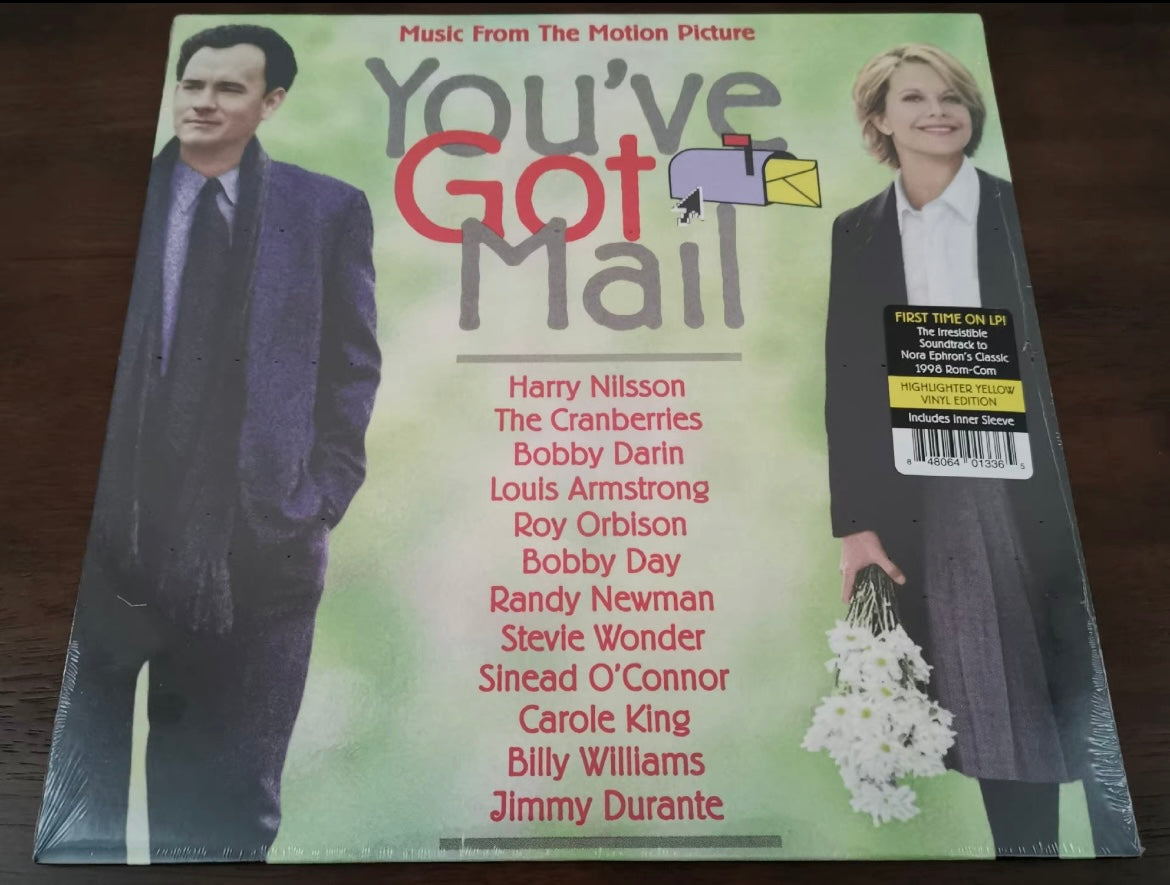 Music From The Motion Picture
You've
Got
Mail
Harry Nilsson
The Cranberries
Bobby Darin
Louis Armstrong
Roy Orbison
Bobby Day
Randy Newman
Stevie Wonder
Sinead O'Connor
Carole King
Billy Williams
Jimmy Durante
FIRST TIME ON LP!
The Irresistible
Soundtrack to
Nora Ephron's Classic
1998 Rom-Com
HIGHLIGHTER YELLOW
VINYL EDITION
Includes Inner Sleeve
8 48064 01336 5